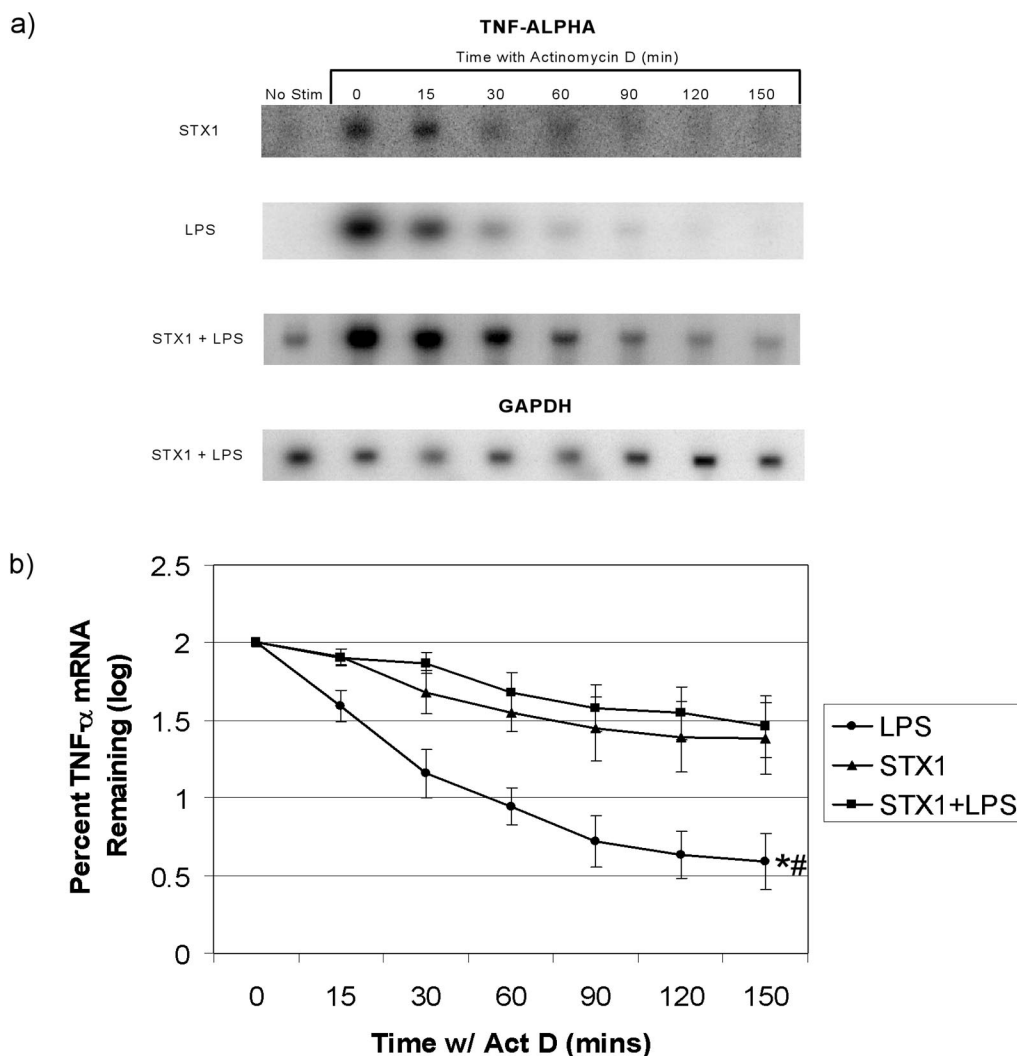 a)
TNF-ALPHA
Time with Actinomycin D (min)
No Stim 0 15 30 60 90 120 150
STX1
LPS
STX1 + LPS
GAPDH
STX1 + LPS
b)
Percent TNF-α mRNA
Remaining (log)
2.5
2
1.5
1
0.5
0
*#
LPS
STX1
STX1+LPS
0 15 30 60 90 120 150
Time w/ Act D (mins)